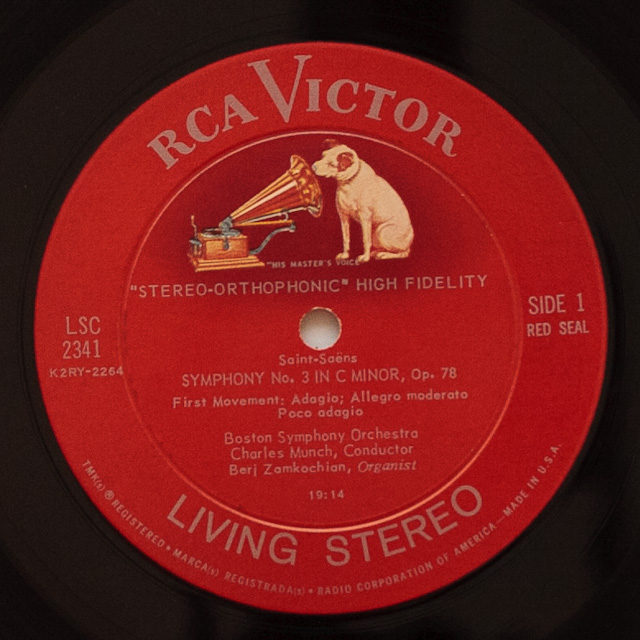 RCA VICTOR
"HIS MASTER'S VOICE"
"STEREO-ORTHOPHONIC" HIGH FIDELITY
LSC
2341
K2RY-2264
SIDE 1
RED SEAL
Saint-Saëns
SYMPHONY No. 3 IN C MINOR, Op. 78
First Movement: Adagio; Allegro moderato
Poco adagio
Boston Symphony Orchestra
Charles Munch, Conductor
Berj Zamkochian, Organist
19:14
LIVING STEREO
TMK(s) ® REGISTERED • MARCA(s) REGISTRADA(s) • RADIO CORPORATION OF AMERICA—MADE IN U.S.A.